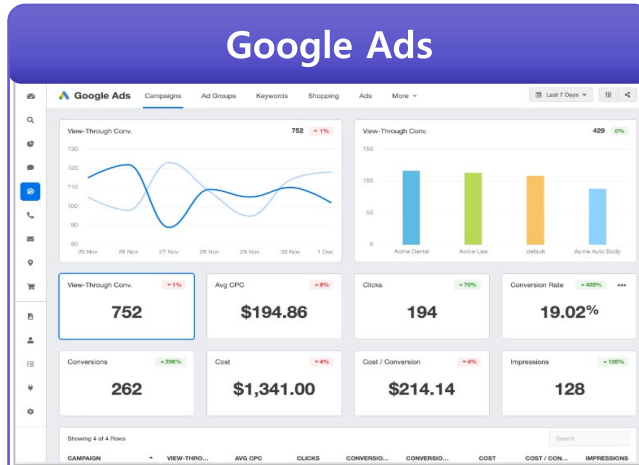 Google Ads
Google Ads Campaigns Ad Groups Keywords Shopping Ads More Last 7 Days
View-Through Conv. 752 1%
130
120
110
100
90
80
25 Nov 26 Nov 27 Nov 28 Nov 29 Nov 30 Nov 1 Dec
View-Through Conv. 429 0%
150
100
50
0
Acme Dental Acme Law default Acme Auto Body
View-Through Conv. 1%
752
Avg CPC 6%
$194.86
Clicks 70%
194
Conversion Rate 435% •••
19.02%
Conversions 296%
262
Cost 4%
$1,341.00
Cost / Conversion 4%
$214.14
Impressions 128%
128
Showing 4 of 4 Rows Search
CAMPAIGN VIEW-THRO... AVG CPC CLICKS CONVERSIO... CONVERSIO... COST COST / CON... IMPRESSIONS